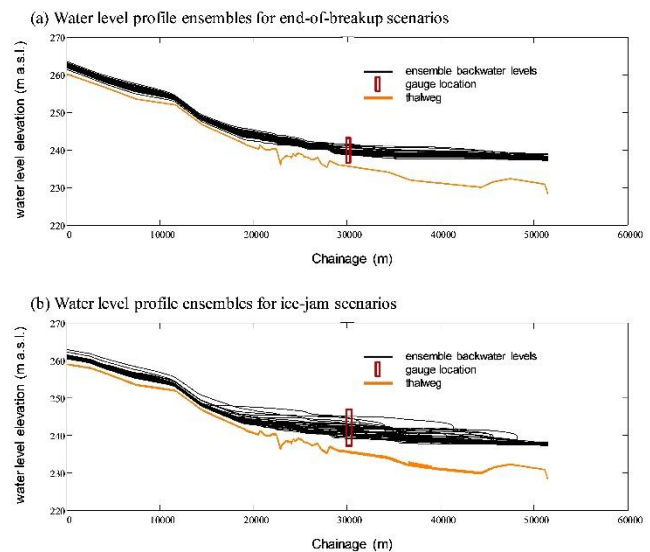 (a) Water level profile ensembles for end-of-breakup scenarios
270
260
250
240
230
220
water level elevation (m a.s.l.)
ensemble backwater levels
gauge location
thalweg
0 10000 20000 30000 40000 50000 60000
Chainage (m)
(b) Water level profile ensembles for ice-jam scenarios
270
260
250
240
230
220
water level elevation (m a.s.l.)
ensemble backwater levels
gauge location
thalweg
0 10000 20000 30000 40000 50000 60000
Chainage (m)